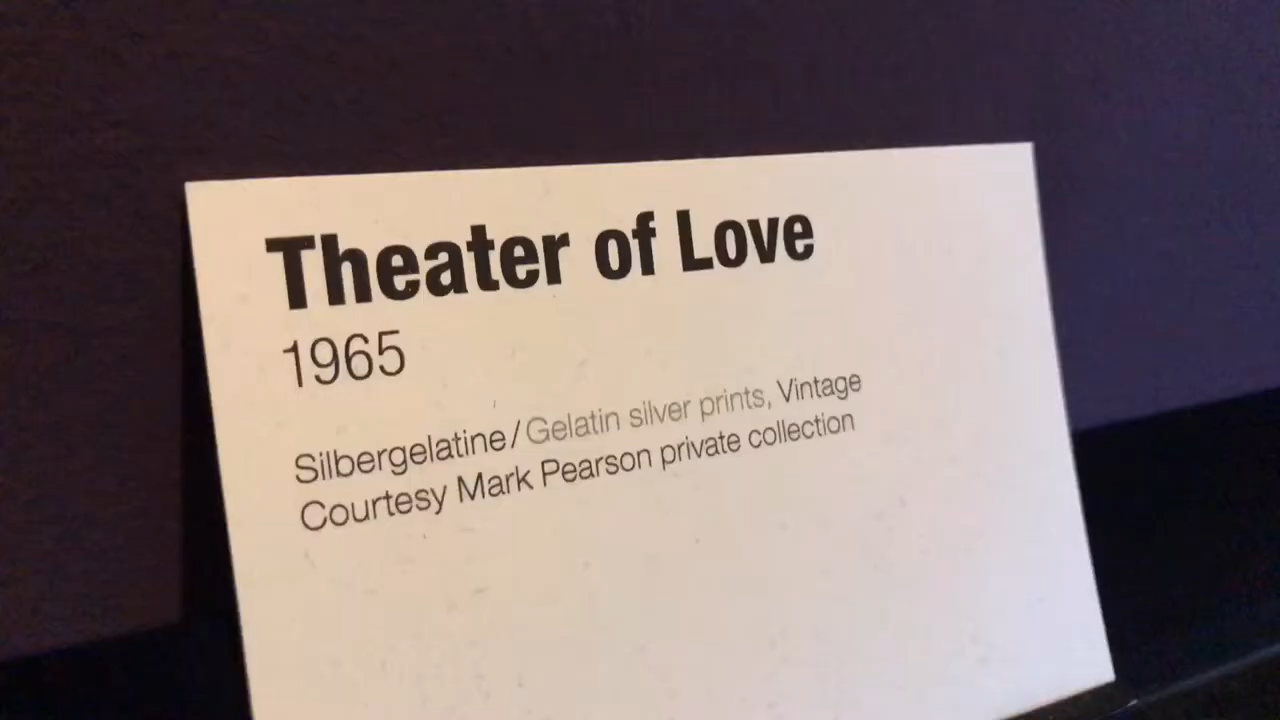 Theater of Love
1965
Silbergelatine/Gelatin silver prints, Vintage
Courtesy Mark Pearson private collection